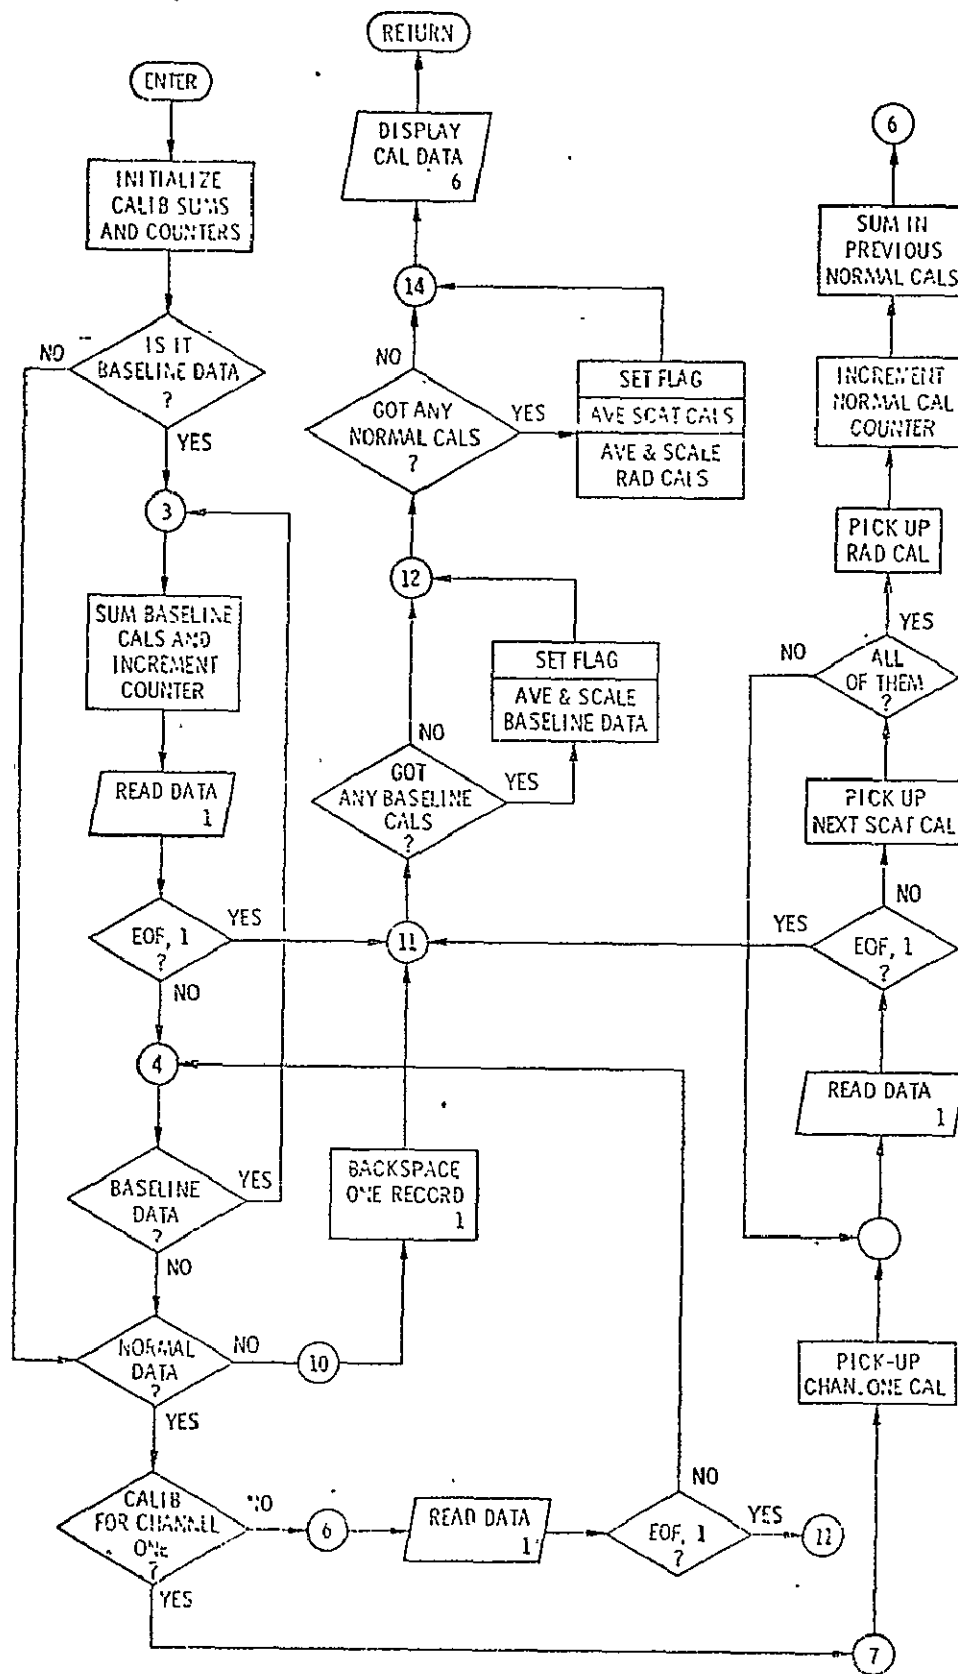 ENTER
INITIALIZE
CALIB SUMS
AND COUNTERS
NO
IS IT
BASELINE DATA
?
YES
3
SUM BASELINE
CALS AND
INCREMENT
COUNTER
READ DATA
1
EOF, 1
?
YES
NO
4
BASELINE
DATA
?
YES
NO
NORMAL
DATA
?
NO
10
YES
CALIB
FOR CHANNEL
ONE
?
NO
6
READ DATA
1
EOF, 1
?
NO
YES
YES
7
RETURN
DISPLAY
CAL DATA
6
14
NO
GOT ANY
NORMAL CALS
?
YES
SET FLAG
AVE SCAT CALS
AVE & SCALE
RAD CALS
12
SET FLAG
AVE & SCALE
BASELINE DATA
NO
GOT
ANY BASELINE
CALS
?
YES
11
BACKSPACE
ONE RECORD
1
6
SUM IN
PREVIOUS
NORMAL CALS
INCREMENT
NORMAL CAL
COUNTER
PICK UP
RAD CAL
YES
NO
ALL
OF THEM
?
PICK UP
NEXT SCAT CAL
NO
YES
EOF, 1
?
READ DATA
1
PICK-UP
CHAN. ONE CAL